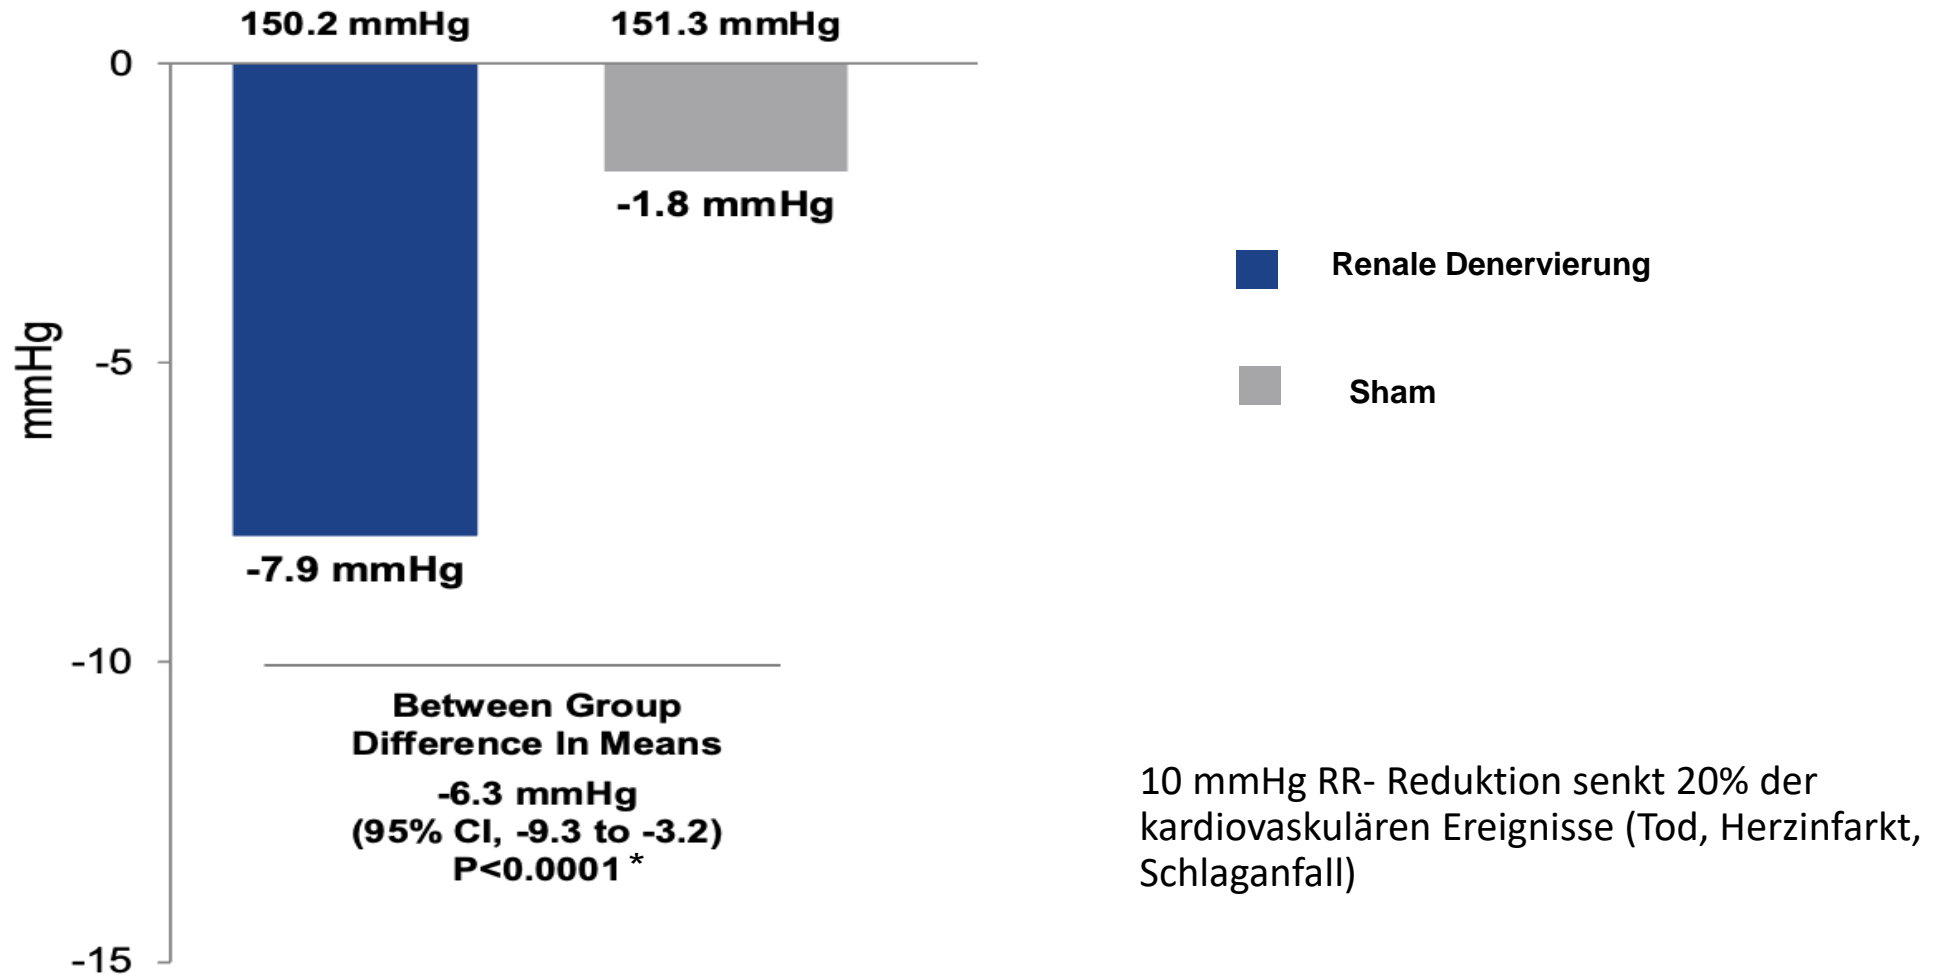 150.2 mmHg
151.3 mmHg
0
-5
-10
-15
mmHg
-7.9 mmHg
-1.8 mmHg
Between Group
Difference In Means
-6.3 mmHg
(95% CI, -9.3 to -3.2)
P<0.0001 *
Renale Denervierung
Sham
10 mmHg RR- Reduktion senkt 20% der
kardiovaskulären Ereignisse (Tod, Herzinfarkt,
Schlaganfall)